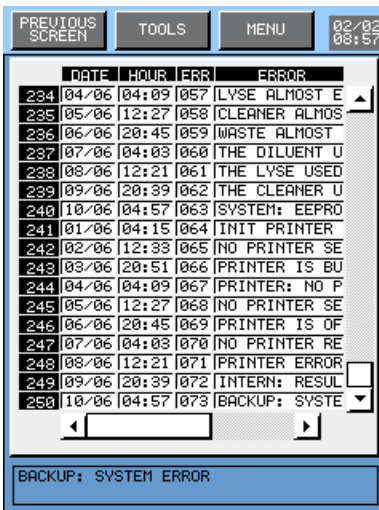 PREVIOUS SCREEN TOOLS MENU 02/02 08:57
DATE HOUR ERR ERROR
234 04/06 04:09 057 LYSE ALMOST E
235 05/06 12:27 058 CLEANER ALMOS
236 06/06 20:45 059 WASTE ALMOST
237 07/06 04:03 060 THE DILUENT U
238 08/06 12:21 061 THE LYSE USED
239 09/06 20:39 062 THE CLEANER U
240 10/06 04:57 063 SYSTEM: EEPRO
241 01/06 04:15 064 INIT PRINTER
242 02/06 12:33 065 NO PRINTER SE
243 03/06 20:51 066 PRINTER IS BU
244 04/06 04:09 067 PRINTER: NO P
245 05/06 12:27 068 NO PRINTER SE
246 06/06 20:45 069 PRINTER IS OF
247 07/06 04:03 070 NO PRINTER RE
248 08/06 12:21 071 PRINTER ERROR
249 09/06 20:39 072 INTERN: RESUL
250 10/06 04:57 073 BACKUP: SYSTE
BACKUP: SYSTEM ERROR